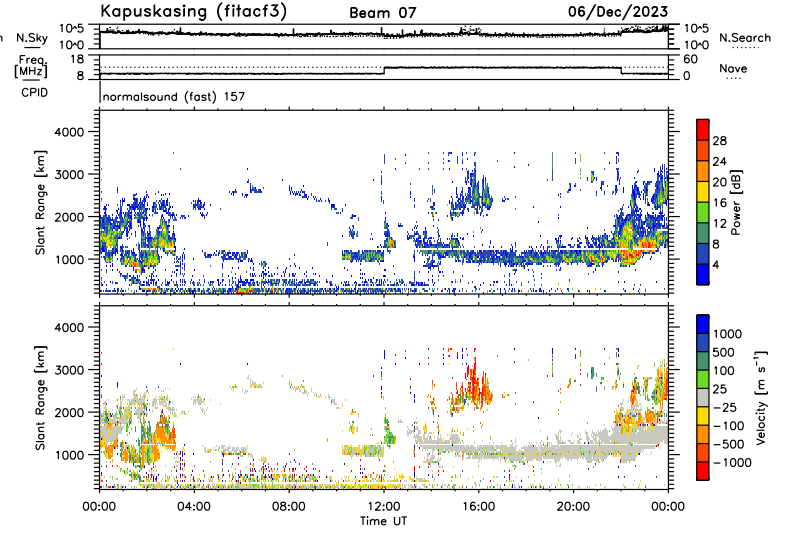 Kapuskasing (fitacf3) Beam 07 06/Dec/2023
n N.Sky 10^5 10^0 10^5 10^0 N.Search
Freq. [MHz] 18 8 60 0 Nave
CPID normalsound (fast) 157
Slant Range [km] 4000 3000 2000 1000
Power [dB] 28 24 20 16 12 8 4
Slant Range [km] 4000 3000 2000 1000
Velocity [m s⁻¹] 1000 500 100 25 −25 −100 −500 −1000
00:00 04:00 08:00 12:00 16:00 20:00 00:00
Time UT